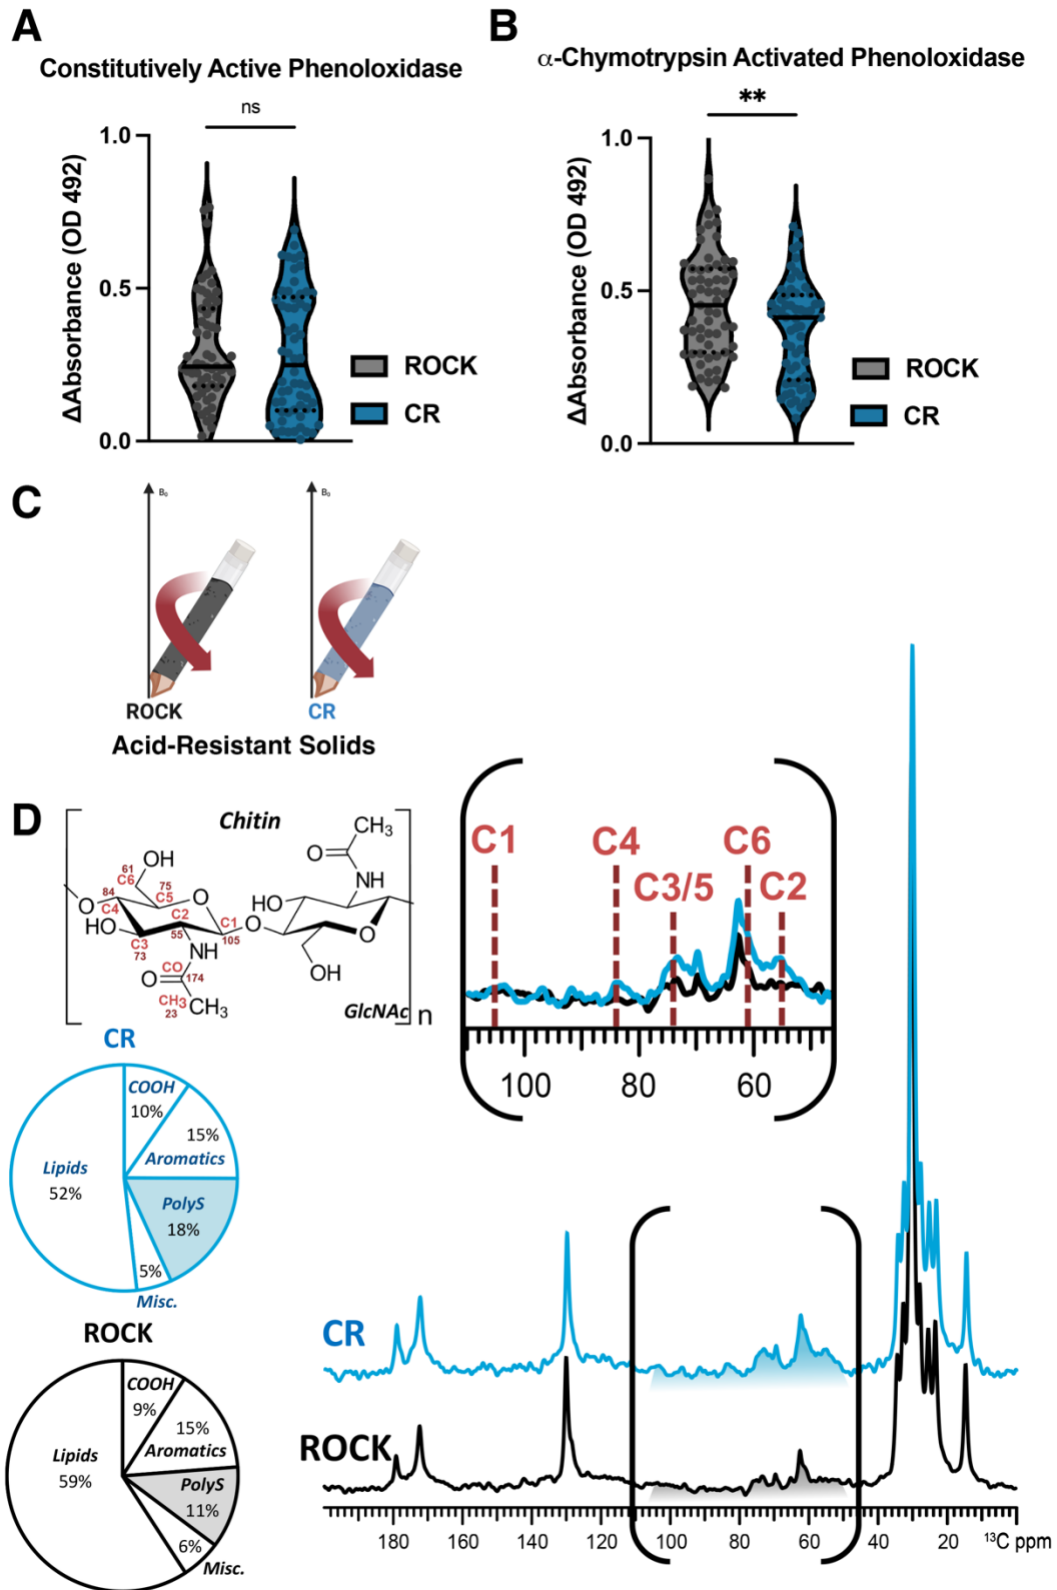 A
Constitutively Active Phenoloxidase
ns
1.0
0.5
0.0
ΔAbsorbance (OD 492)
ROCK
CR
B
α-Chymotrypsin Activated Phenoloxidase
**
1.0
0.5
0.0
ΔAbsorbance (OD 492)
ROCK
CR
C
B₀
B₀
ROCK
CR
Acid-Resistant Solids
D
Chitin
CH₃
O
NH
HO
O
OH
OH
61
C6
84
75
C5
O
O
C4
C2
C1
O
HO
C3
73
55
NH
105
CO
174
O
CH3
23
CH₃
GlcNAc
n
C1
C4
C3/5
C6
C2
100
80
60
CR
COOH
10%
15%
Aromatics
PolyS
18%
5%
Misc.
Lipids
52%
ROCK
COOH
9%
15%
Aromatics
PolyS
11%
6%
Misc.
Lipids
59%
CR
ROCK
180 160 140 120 100 80 60 40 20 ¹³C ppm